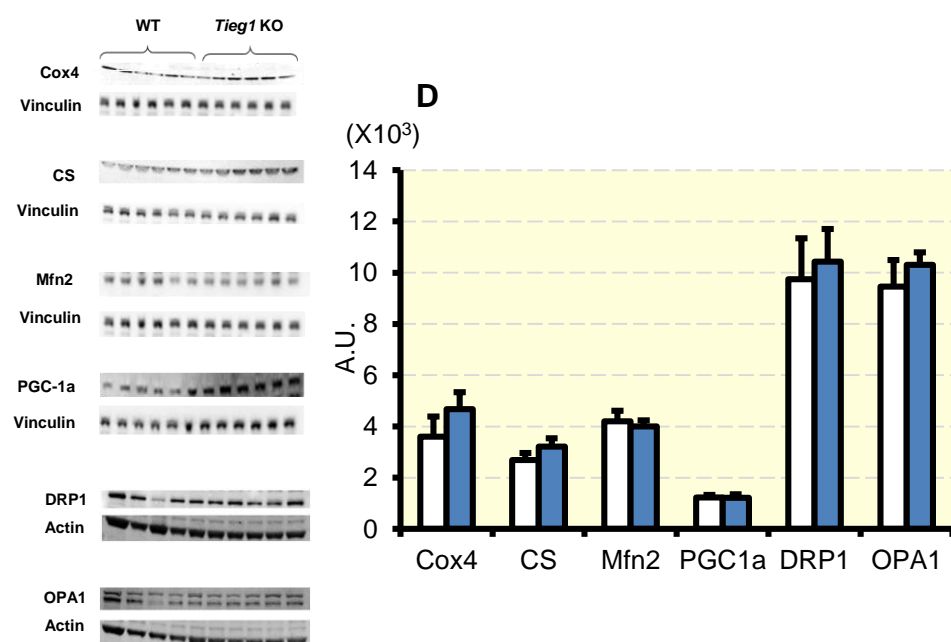 WT Tieg1 KO
Cox4
Vinculin
CS
Vinculin
Mfn2
Vinculin
PGC-1a
Vinculin
DRP1
Actin
OPA1
Actin
D
(X10³)
14
12
10
8
6
4
2
0
A.U.
Cox4 CS Mfn2 PGC1a DRP1 OPA1